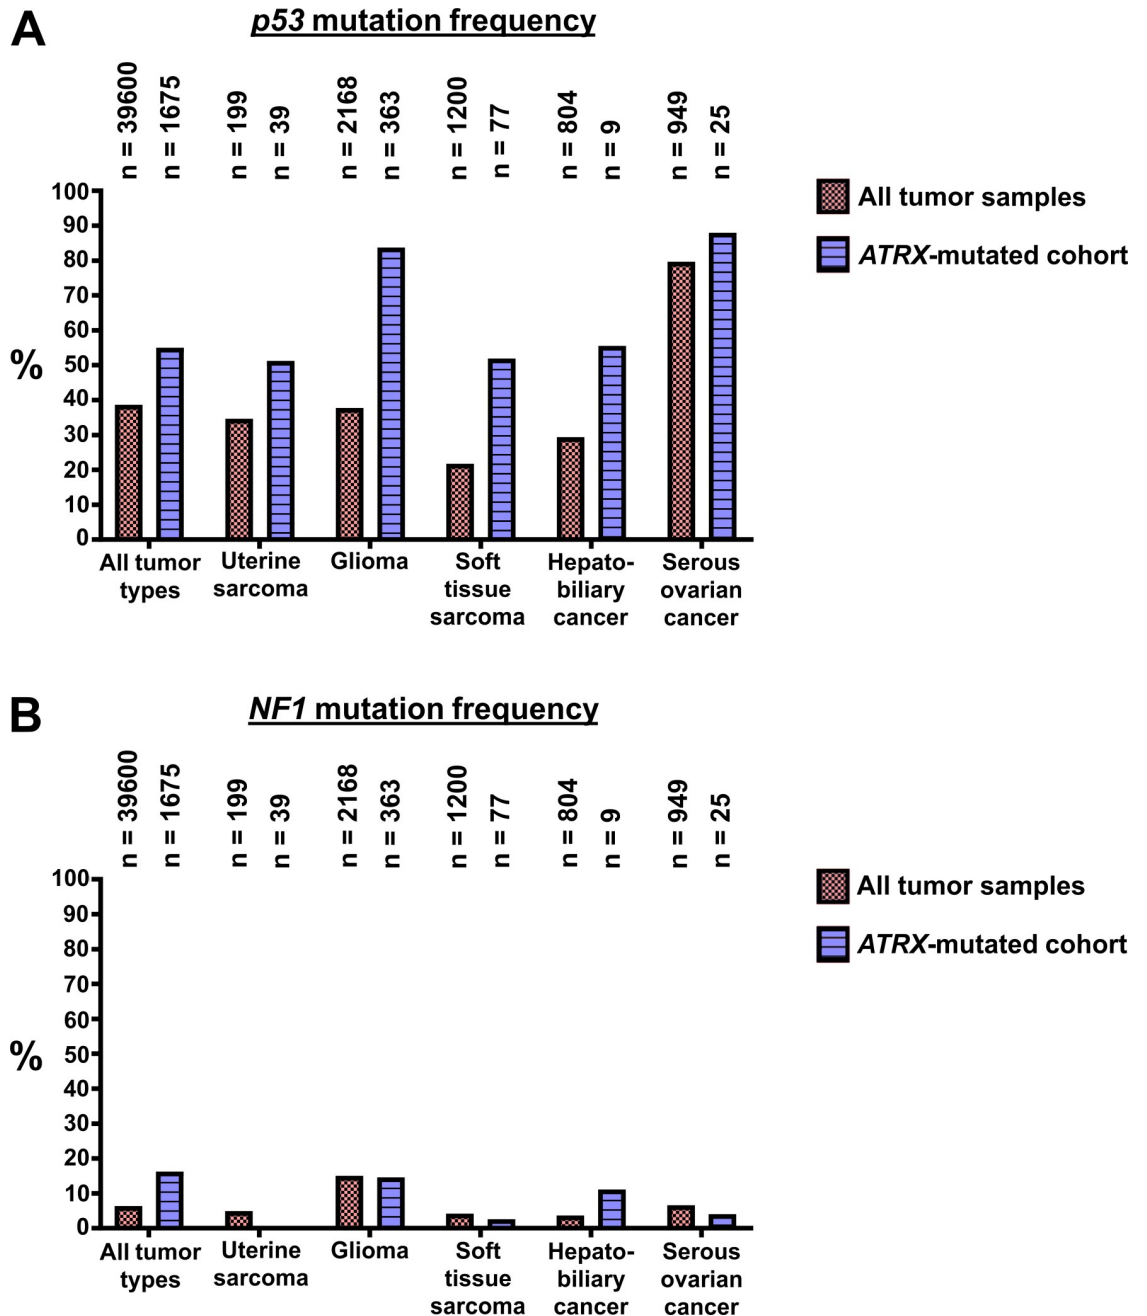 A
p53 mutation frequency
n = 39600
n = 1675
n = 199
n = 39
n = 2168
n = 363
n = 1200
n = 77
n = 804
n = 9
n = 949
n = 25
100
90
80
70
60
50
40
30
20
10
0
%
All tumor
types
Uterine
sarcoma
Glioma
Soft
tissue
sarcoma
Hepato-
biliary
cancer
Serous
ovarian
cancer
All tumor samples
ATRX-mutated cohort
B
NF1 mutation frequency
n = 39600
n = 1675
n = 199
n = 39
n = 2168
n = 363
n = 1200
n = 77
n = 804
n = 9
n = 949
n = 25
100
90
80
70
60
50
40
30
20
10
0
%
All tumor
types
Uterine
sarcoma
Glioma
Soft
tissue
sarcoma
Hepato-
biliary
cancer
Serous
ovarian
cancer
All tumor samples
ATRX-mutated cohort